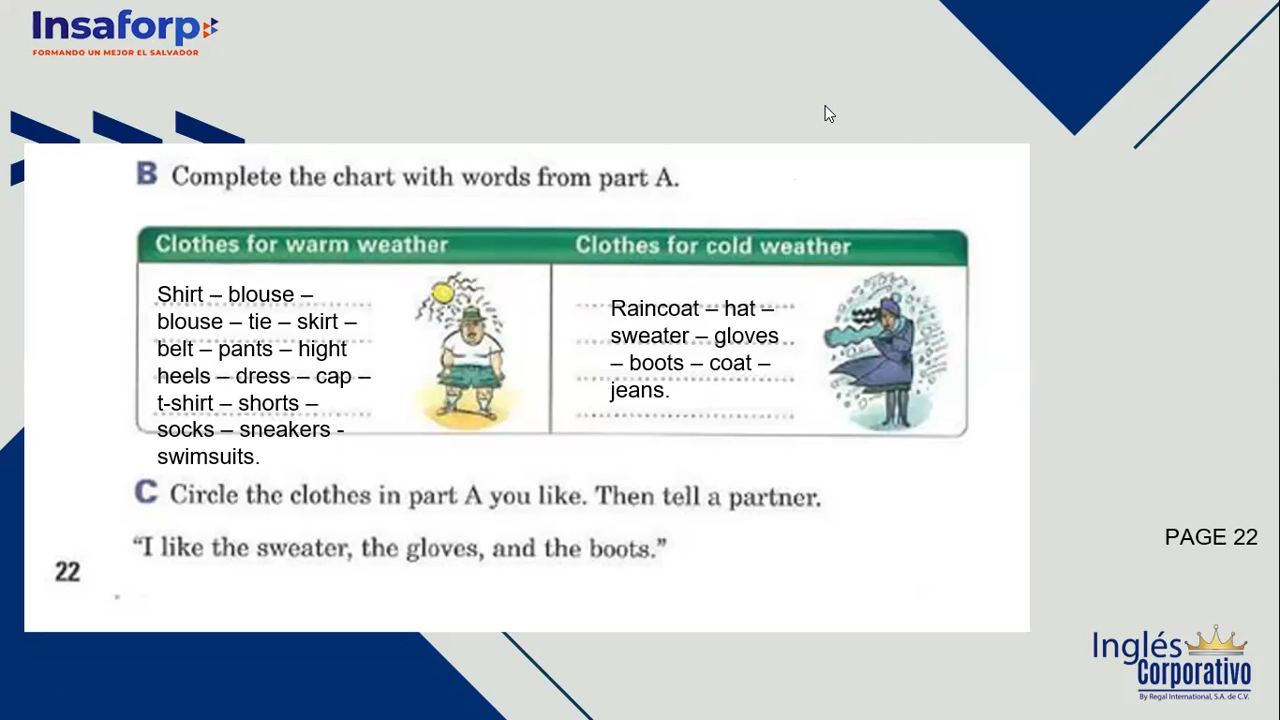 Insaforp
FORMANDO UN MEJOR EL SALVADOR
B Complete the chart with words from part A.
Clothes for warm weather
Shirt – blouse –
blouse – tie – skirt –
belt – pants – hight
heels – dress – cap –
t-shirt – shorts –
socks – sneakers -
swimsuits.
Clothes for cold weather
Raincoat – hat –
sweater – gloves
– boots – coat –
jeans.
C Circle the clothes in part A you like. Then tell a partner.
“I like the sweater, the gloves, and the boots.”
22
PAGE 22
Inglés
Corporativo
By Regal International, S.A. de C.V.